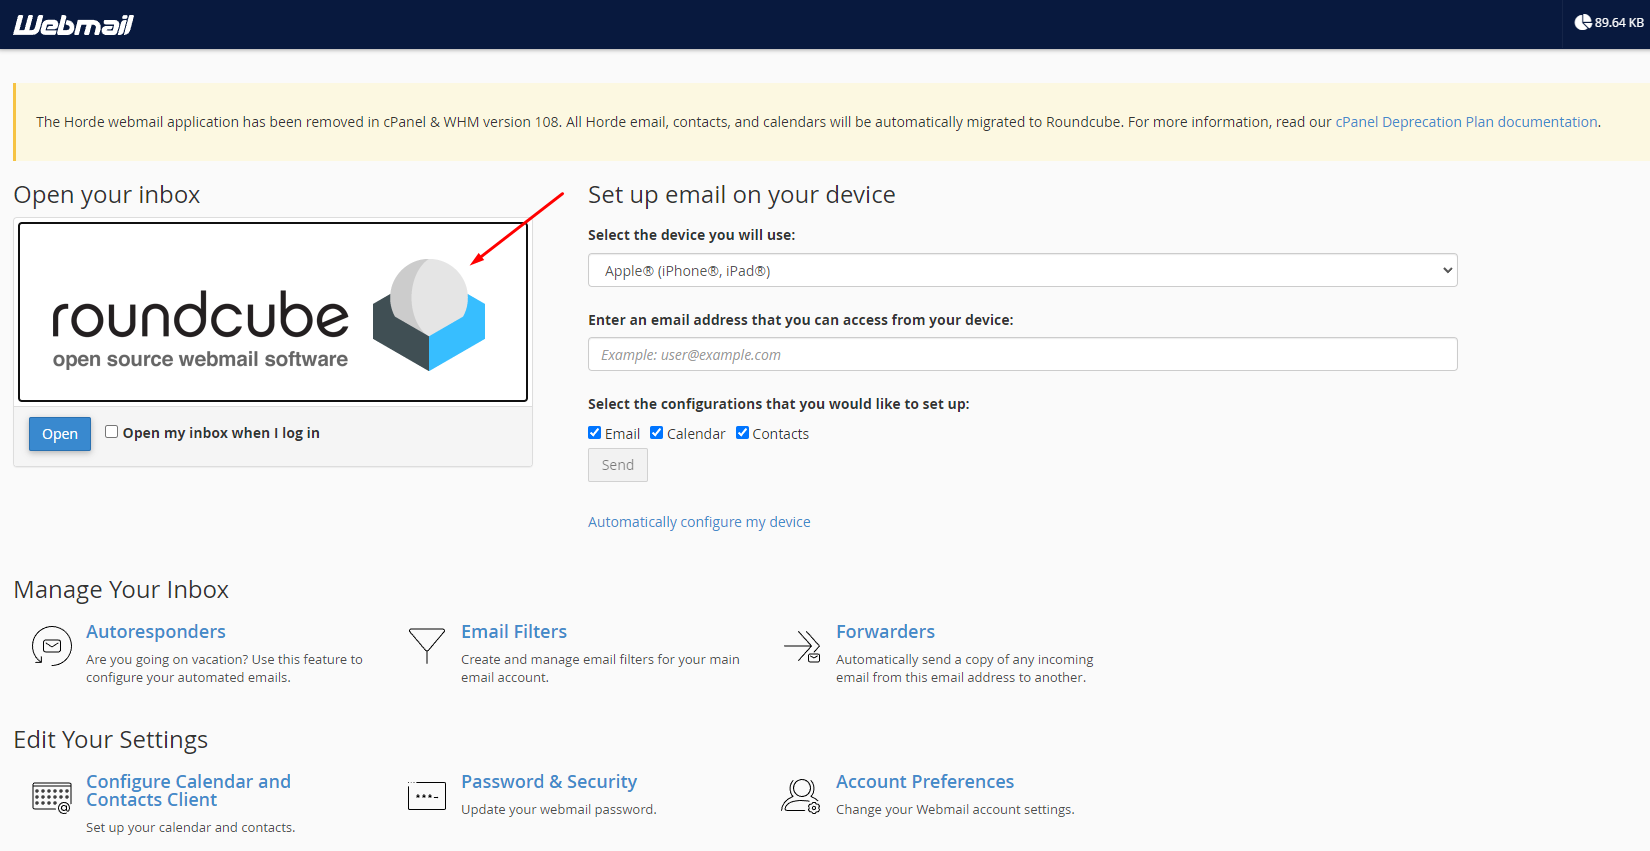 Webmail
89.64 KB
The Horde webmail application has been removed in cPanel & WHM version 108. All Horde email, contacts, and calendars will be automatically migrated to Roundcube. For more information, read our cPanel Deprecation Plan documentation.
Open your inbox
roundcube
open source webmail software
Open
Open my inbox when I log in
Set up email on your device
Select the device you will use:
Apple® (iPhone®, iPad®)
Enter an email address that you can access from your device:
Example: user@example.com
Select the configurations that you would like to set up:
Email Calendar Contacts
Send
Automatically configure my device
Manage Your Inbox
Autoresponders
Are you going on vacation? Use this feature to
configure your automated emails.
Email Filters
Create and manage email filters for your main
email account.
Forwarders
Automatically send a copy of any incoming
email from this email address to another.
Edit Your Settings
Configure Calendar and
Contacts Client
Set up your calendar and contacts.
Password & Security
Update your webmail password.
Account Preferences
Change your Webmail account settings.